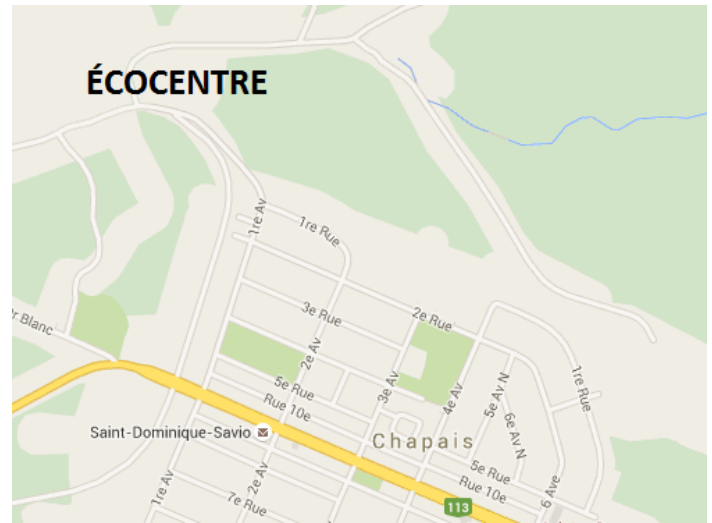 ÉCOCENTRE
1re Av
1re Rue
3e Rue
2e Rue
r Blanc
2e Av
1re Rue
5e Rue
3e Av
4e Av
5e Av N
Rue 10e
6e Av N
Saint-Dominique-Savio
Chapais
5e Rue
Rue 10e
1re Av
2e Av
7e Rue
6 Ave
113